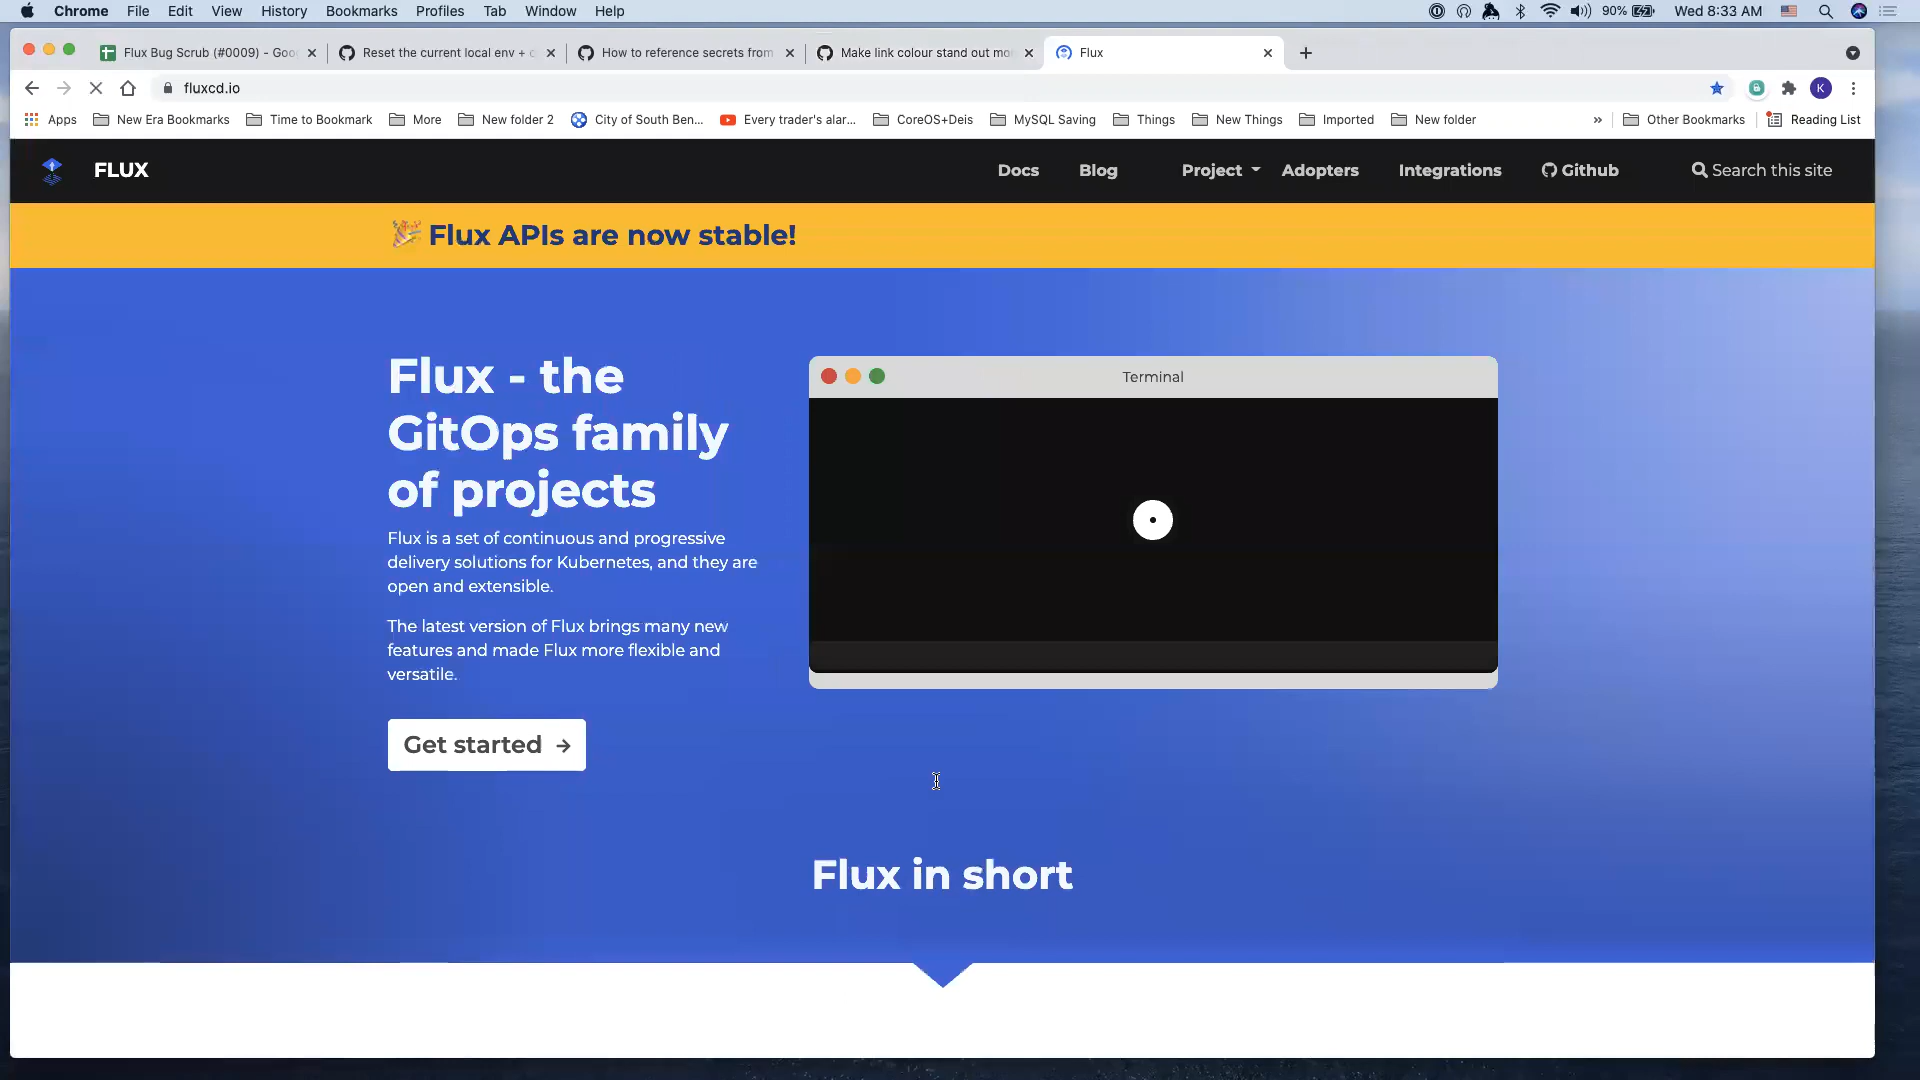 Chrome File Edit View History Bookmarks Profiles Tab Window Help 90% Wed 8:33 AM
Flux Bug Scrub (#0009) - Goo Reset the current local env + c How to reference secrets from Make link colour stand out mo Flux
fluxcd.io K
Apps New Era Bookmarks Time to Bookmark More New folder 2 City of South Ben... Every trader's alar... CoreOS+Deis MySQL Saving Things New Things Imported New folder » Other Bookmarks Reading List
FLUX Docs Blog Project Adopters Integrations Github Search this site
Flux APIs are now stable!
Flux - the
GitOps family
of projects
Flux is a set of continuous and progressive
delivery solutions for Kubernetes, and they are
open and extensible.
The latest version of Flux brings many new
features and made Flux more flexible and
versatile.
Get started
Terminal
Flux in short